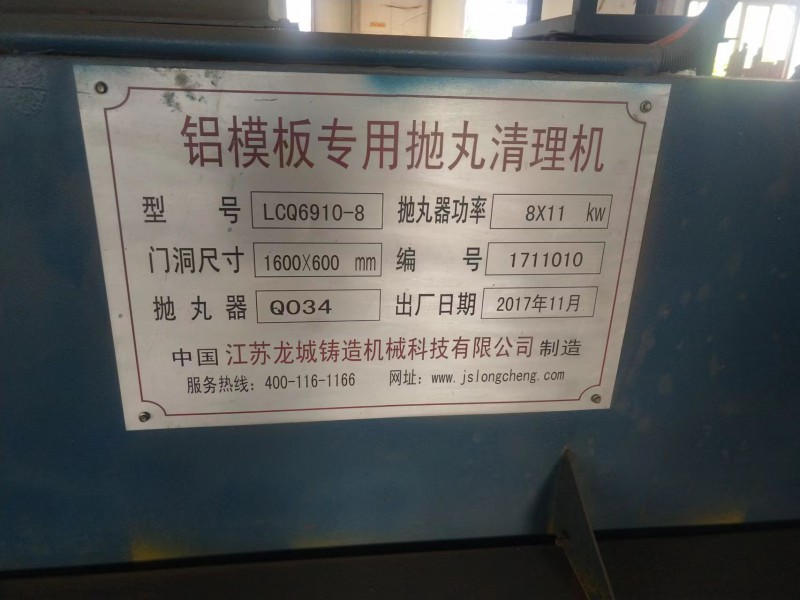 铝模板专用抛丸清理机
型 号 LCQ6910-8 抛丸器功率 8X11 kw
门洞尺寸 1600X600 mm 编 号 1711010
抛丸器 Q034 出厂日期 2017年11月
中国 江苏龙城铸造机械科技有限公司 制造
服务热线：400-116-1166 网址：www.jslongcheng.com